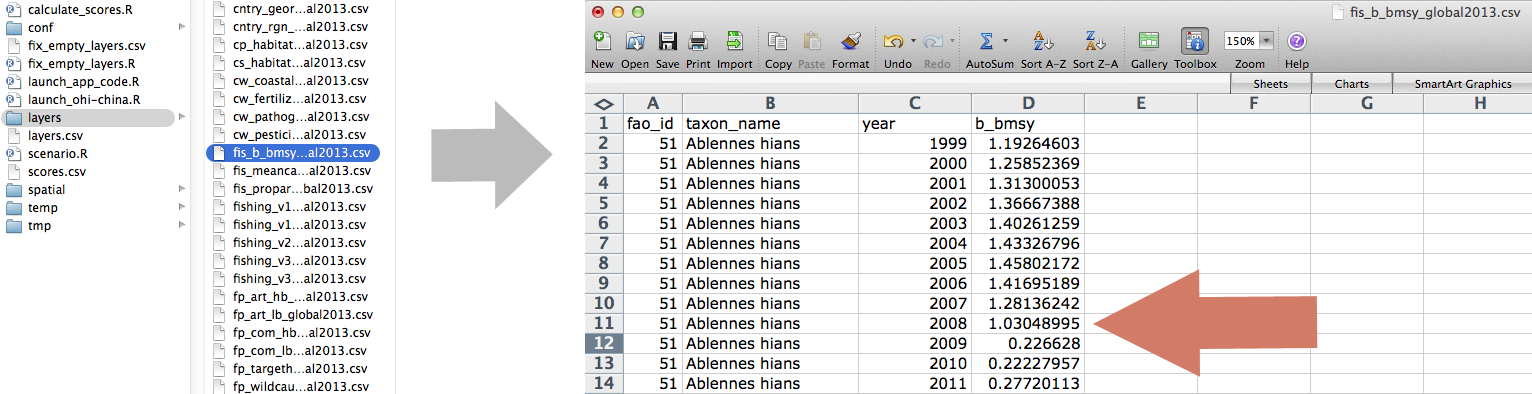 calculate_scores.R
conf
fix_empty_layers.csv
fix_empty_layers.R
launch_app_code.R
launch_ohi-china.R
layers
layers.csv
scenario.R
scores.csv
spatial
temp
tmp
cntry_geor...al2013.csv
cntry_rgn_...al2013.csv
cp_habitat...al2013.csv
cs_habitat...al2013.csv
cw_coastal...al2013.csv
cw_fertiliz...al2013.csv
cw_pathog...al2013.csv
cw_pestici...al2013.csv
fis_b_bmsy...al2013.csv
fis_meanca...al2013.csv
fis_propar...bal2013.csv
fishing_v1...al2013.csv
fishing_v1...al2013.csv
fishing_v2...al2013.csv
fishing_v3...al2013.csv
fishing_v3...al2013.csv
fp_art_hb_...al2013.csv
fp_art_lb_global2013.csv
fp_com_hb...al2013.csv
fp_com_lb...al2013.csv
fp_targeth...al2013.csv
fp_wildcau...al2013.csv
fis_b_bmsy_global2013.csv
New Open Save Print Import Copy Paste Format Undo Redo AutoSum Sort A-Z Sort Z-A Gallery Toolbox 150% Zoom Help
Sheets Charts SmartArt Graphics
A B C D E F G H
1 fao_id taxon_name year b_bmsy
2 51 Ablennes hians 1999 1.19264603
3 51 Ablennes hians 2000 1.25852369
4 51 Ablennes hians 2001 1.31300053
5 51 Ablennes hians 2002 1.36667388
6 51 Ablennes hians 2003 1.40261259
7 51 Ablennes hians 2004 1.43326796
8 51 Ablennes hians 2005 1.45802172
9 51 Ablennes hians 2006 1.41695189
10 51 Ablennes hians 2007 1.28136242
11 51 Ablennes hians 2008 1.03048995
12 51 Ablennes hians 2009 0.226628
13 51 Ablennes hians 2010 0.22227957
14 51 Ablennes hians 2011 0.27720113